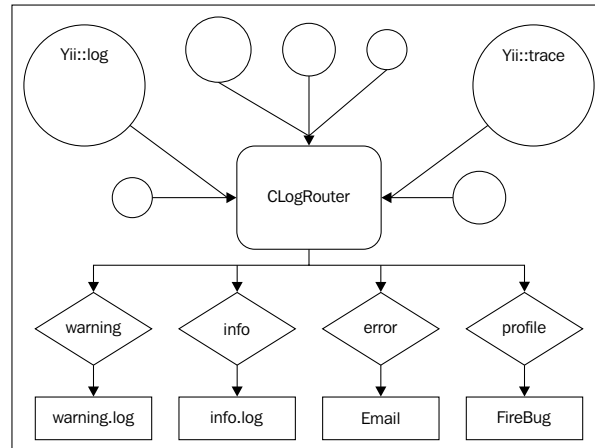 Yii::log
Yii::trace
CLogRouter
warning
info
error
profile
warning.log
info.log
Email
FireBug